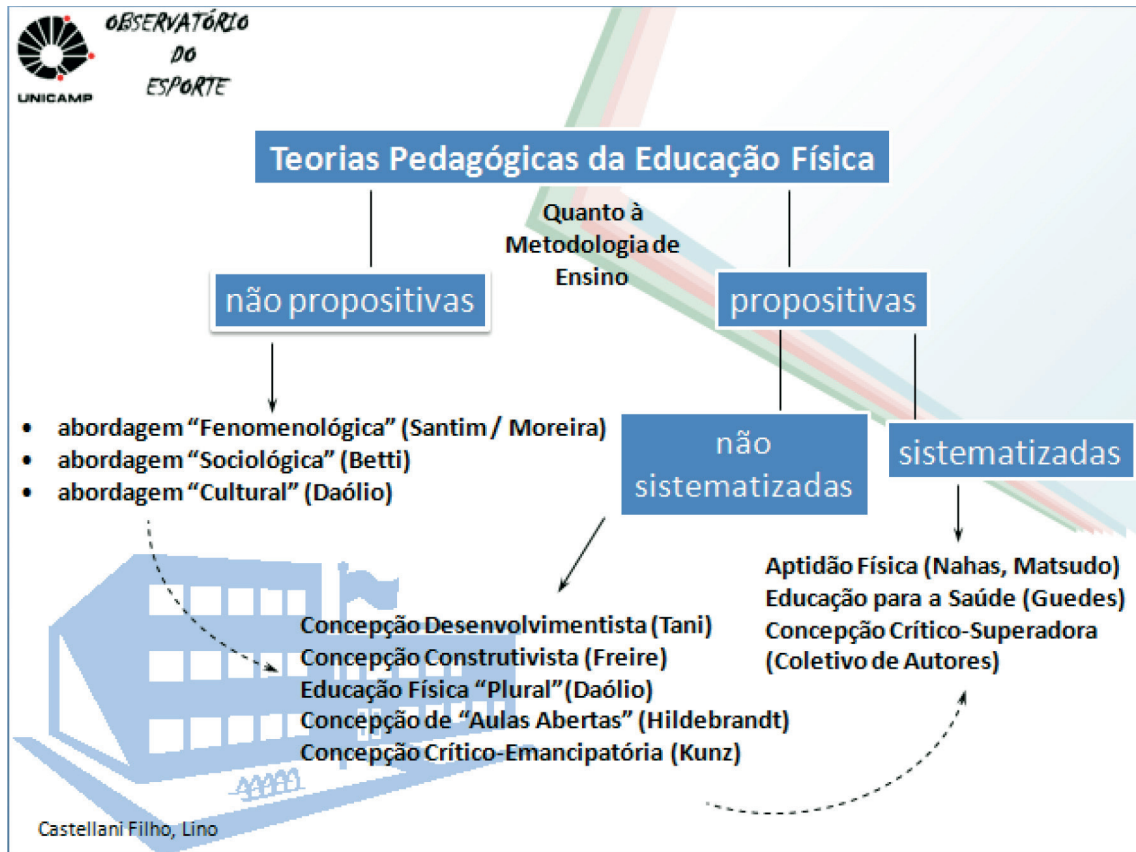 UNICAMP
OBSERVATÓRIO
DO
ESPORTE
Teorias Pedagógicas da Educação Física
Quanto à
Metodologia de
Ensino
não propositivas
propositivas
• abordagem “Fenomenológica” (Santim / Moreira)
• abordagem “Sociológica” (Betti)
• abordagem “Cultural” (Daólio)
não
sistematizadas
sistematizadas
Concepção Desenvolvimentista (Tani)
Concepção Construtivista (Freire)
Educação Física “Plural”(Daólio)
Concepção de “Aulas Abertas” (Hildebrandt)
Concepção Crítico-Emancipatória (Kunz)
Aptidão Física (Nahas, Matsudo)
Educação para a Saúde (Guedes)
Concepção Crítico-Superadora
(Coletivo de Autores)
Castellani Filho, Lino